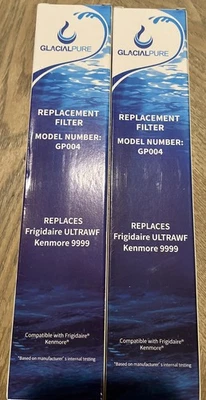 GLACIALPURE
REPLACEMENT
FILTER
MODEL NUMBER:
GP004
REPLACES
Frigidaire ULTRAWF
Kenmore 9999
Compatible with Frigidaire®
Kenmore®
*Based on manufacturer's internal testing
GLACIALPURE
REPLACEMENT
FILTER
MODEL NUMBER:
GP004
REPLACES
Frigidaire ULTRAWF
Kenmore 9999
Compatible with Frigidaire®
Kenmore®
*Based on manufacturer's internal testing